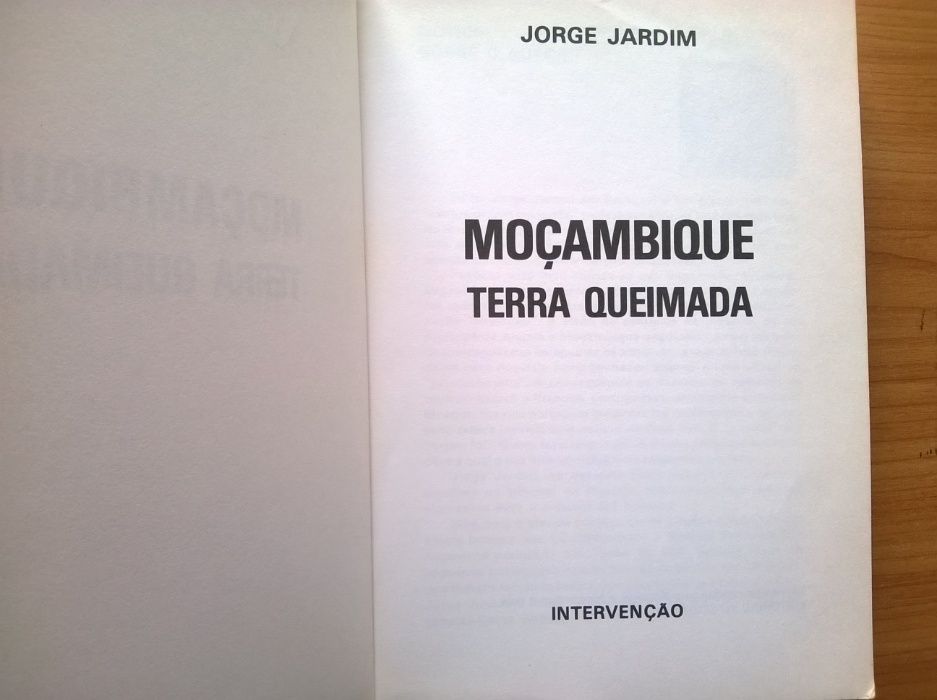 JORGE JARDIM
MOÇAMBIQUE
TERRA QUEIMADA
INTERVENÇÃO